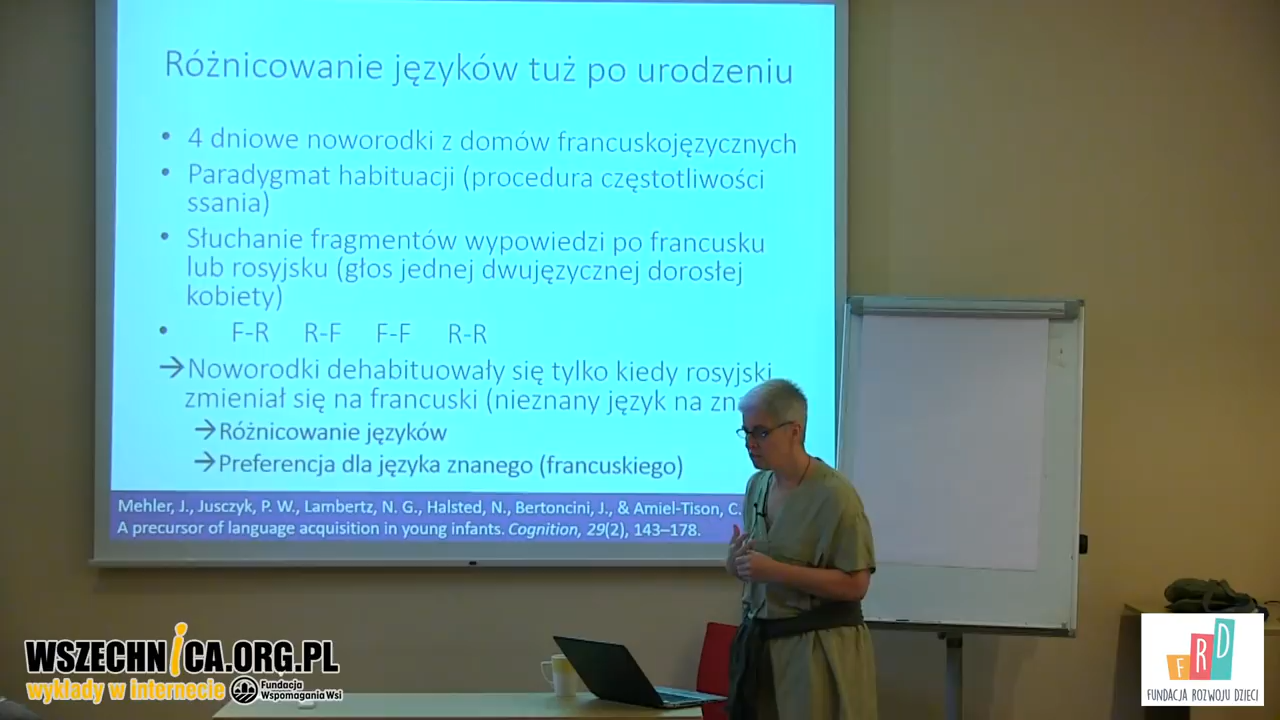 Różnicowanie języków tuż po urodzeniu
• 4 dniowe noworodki z domów francuskojęzycznych
• Paradygmat habituacji (procedura częstotliwości
ssania)
• Słuchanie fragmentów wypowiedzi po francusku
lub rosyjsku (głos jednej dwujęzycznej dorosłej
kobiety)
• F-R R-F F-F R-R
→Noworodki dehabituowały się tylko kiedy rosyjski
zmieniał się na francuski (nieznany język na
→Różnicowanie języków
→Preferencja dla języka znanego (francuskiego)
Mehler, J., Jusczyk, P. W., Lambertz, N. G., Halsted, N., Bertoncini, J., & Amiel-Tison, C.
A precursor of language acquisition in young infants. Cognition, 29(2), 143–178.
WSZECHNICA.ORG.PL
wykłady w internecie
Fundacja
Wspomagania Wsi
FRD
FUNDACJA ROZWOJU DZIECI